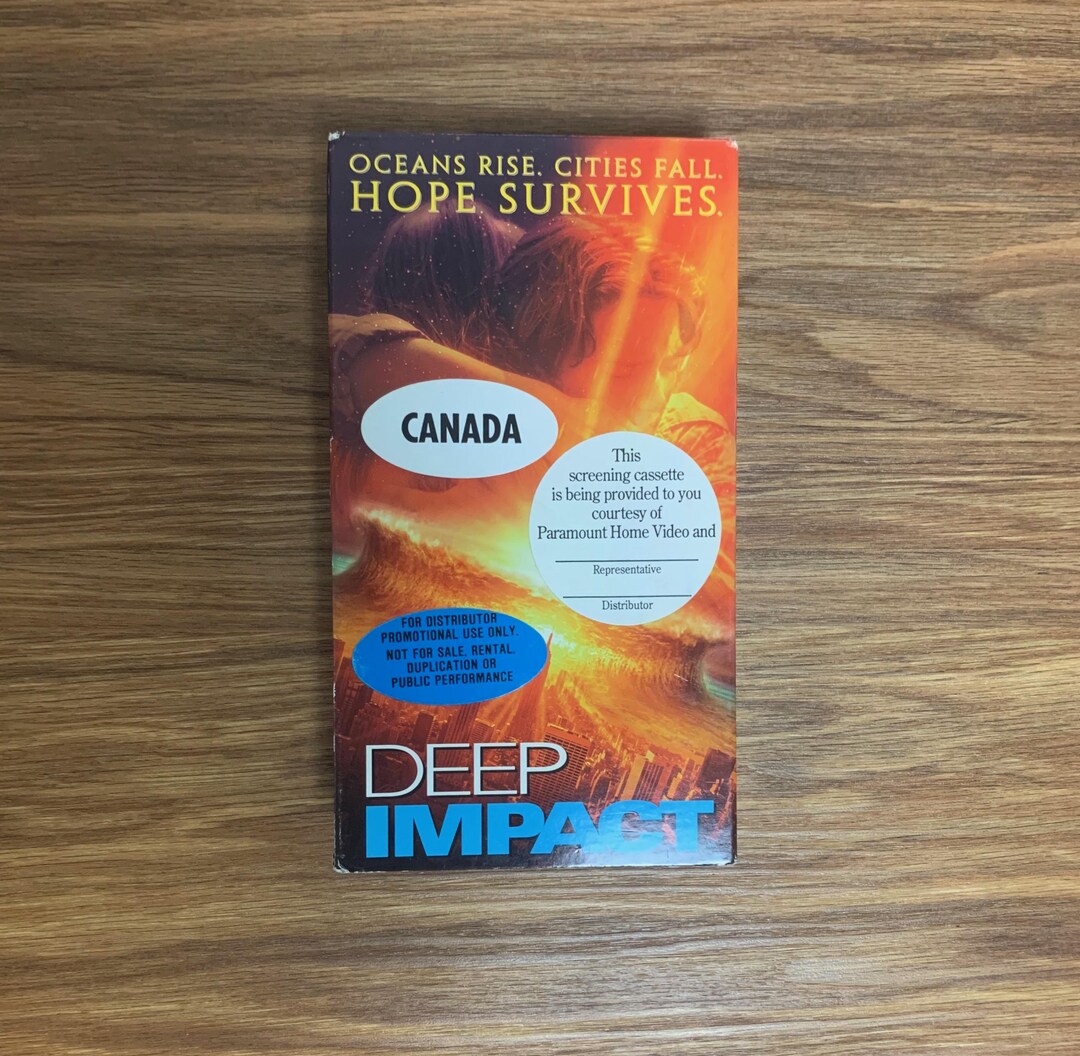 OCEANS RISE. CITIES FALL.
HOPE SURVIVES.
CANADA
This
screening cassette
is being provided to you
courtesy of
Paramount Home Video and
Representative
Distributor
FOR DISTRIBUTOR
PROMOTIONAL USE ONLY.
NOT FOR SALE, RENTAL,
DUPLICATION OR
PUBLIC PERFORMANCE
DEEP
IMPACT